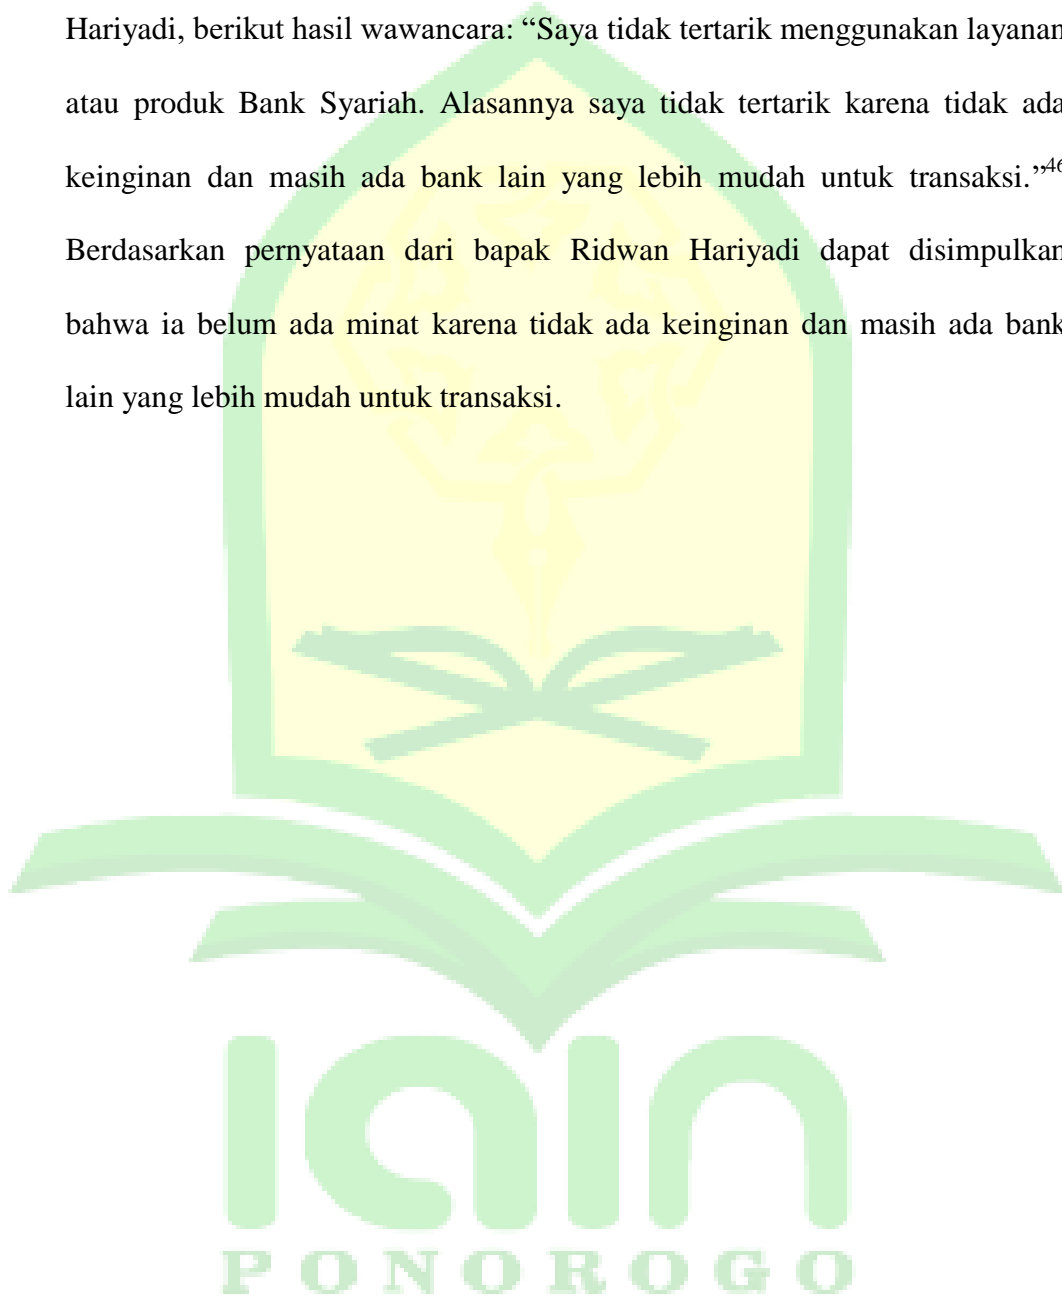 Hariyadi, berikut hasil wawancara: “Saya tidak tertarik menggunakan layanan
atau produk Bank Syariah. Alasannya saya tidak tertarik karena tidak ada
keinginan dan masih ada bank lain yang lebih mudah untuk transaksi.”46
Berdasarkan pernyataan dari bapak Ridwan Hariyadi dapat disimpulkan
bahwa ia belum ada minat karena tidak ada keinginan dan masih ada bank
lain yang lebih mudah untuk transaksi.
iain
PONOROGO